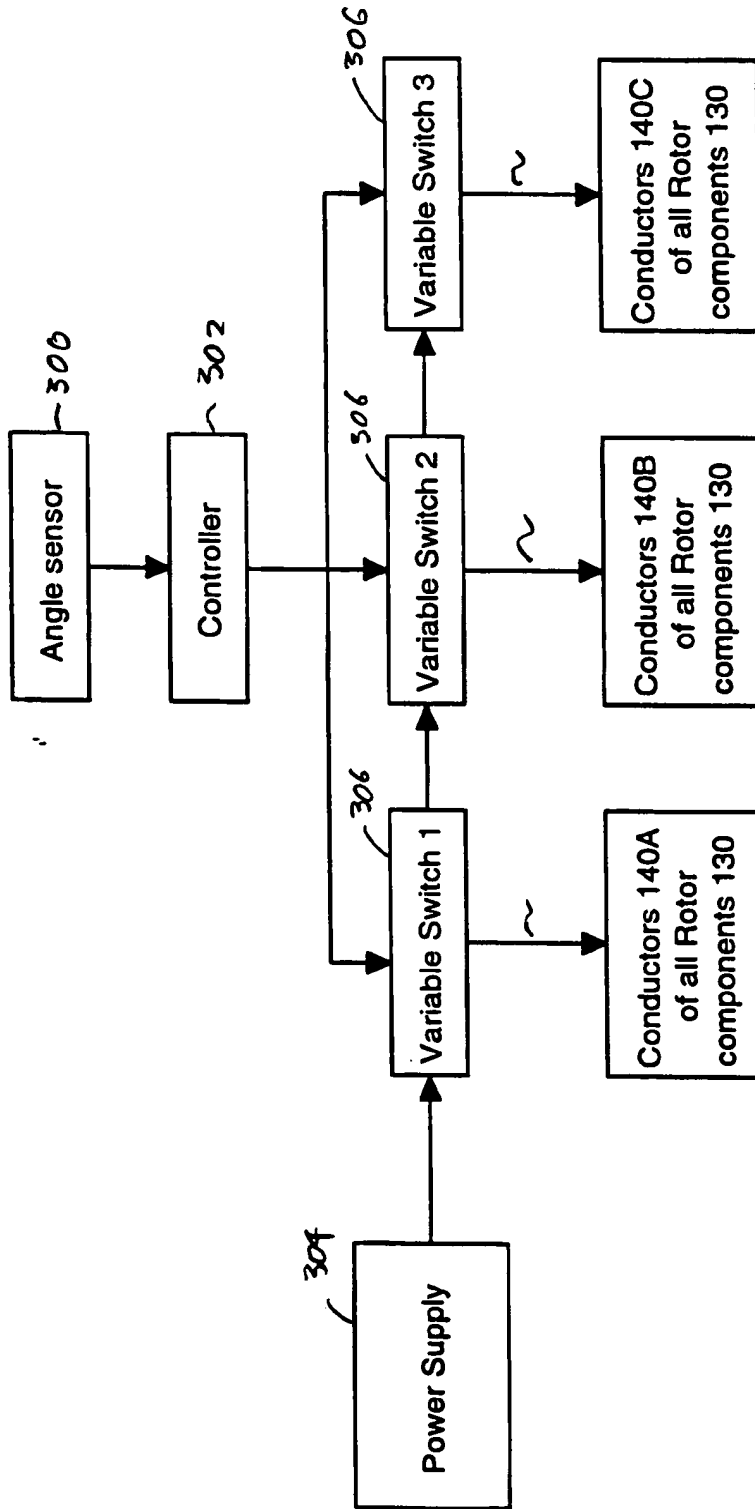 Angle sensor
300
Controller
302
Power Supply
304
Variable Switch 1
306
Variable Switch 2
306
Variable Switch 3
306
Conductors 140A
of all Rotor
components 130
Conductors 140B
of all Rotor
components 130
Conductors 140C
of all Rotor
components 130